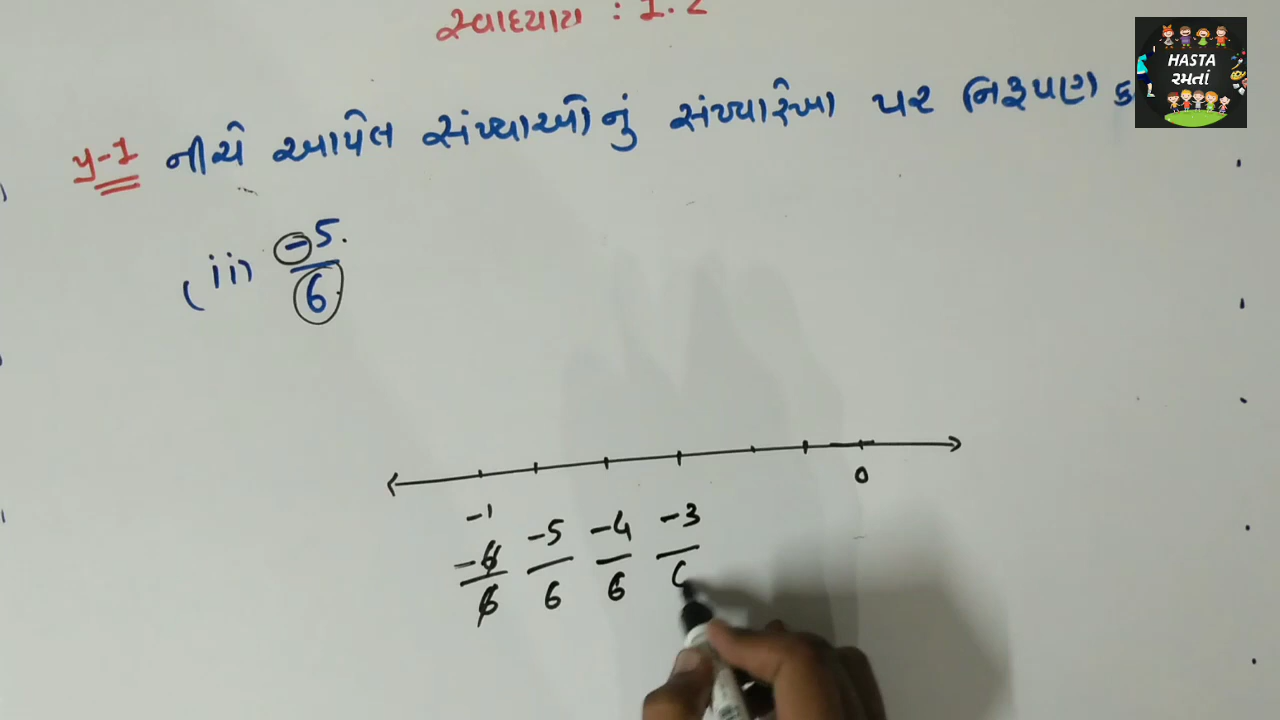 સ્વાધ્યાય : 1.2
HASTA
રમતાં
પ્ર-1 નીચે આપેલ સંખ્યાઓનું સંખ્યારેખા પર નિરૂપણ ક
(ii) -5/6
0
-1
-6/6 -5/6 -4/6 -3/6